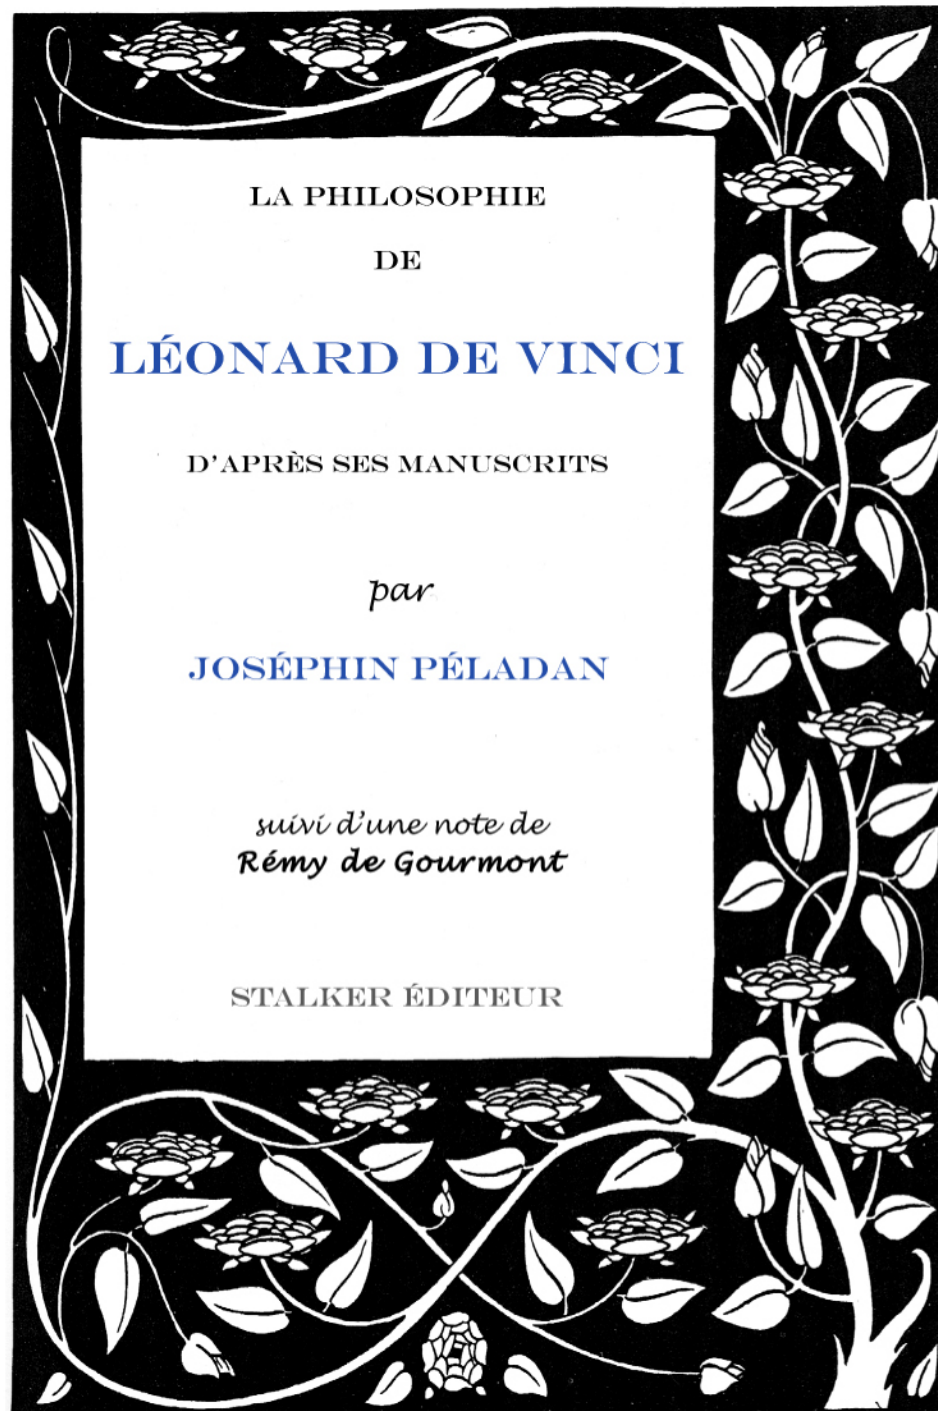 LA PHILOSOPHIE
DE
LÉONARD DE VINCI
D'APRÈS SES MANUSCRITS
par
JOSÉPHIN PÉLADAN
suivi d'une note de
Rémy de Gourmont
STALKER ÉDITEUR